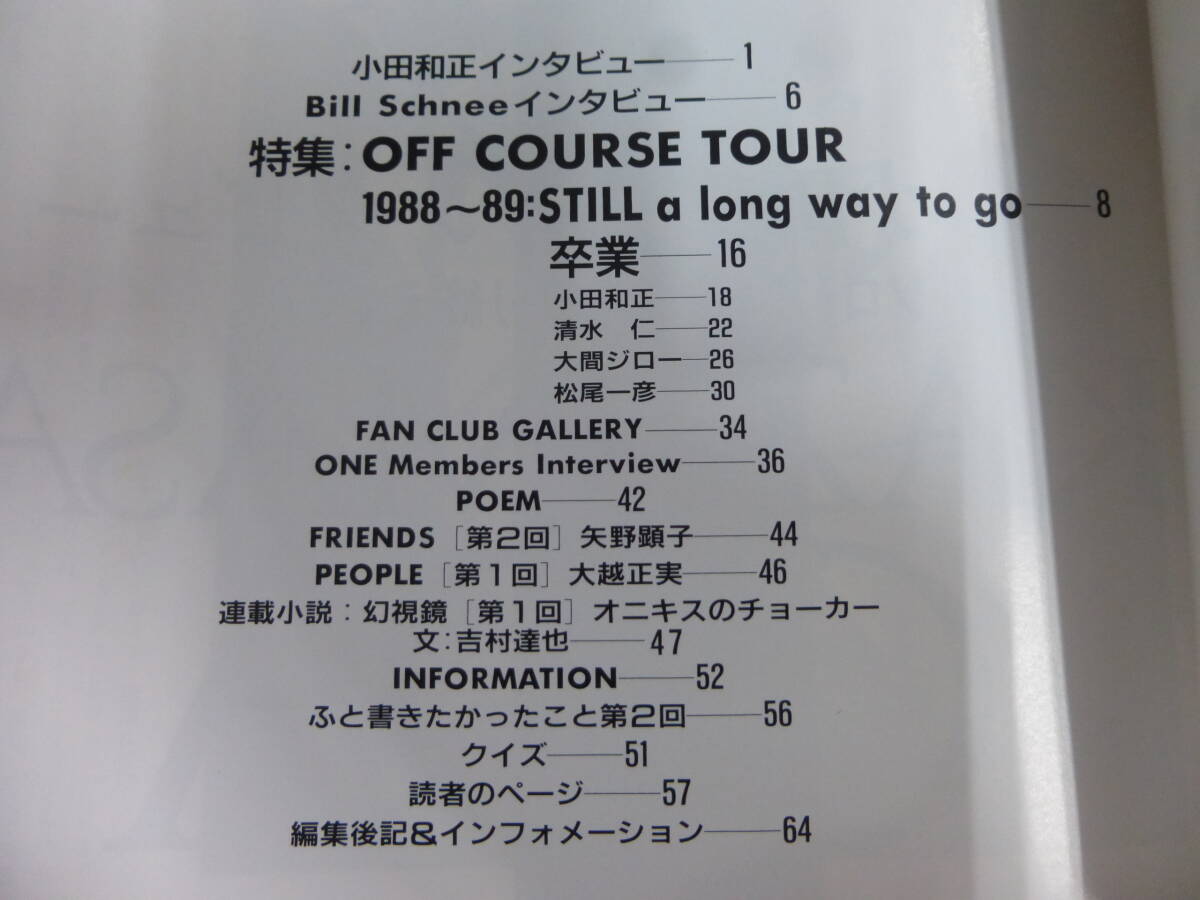 小田和正インタビュー——1
Bill Schneeインタビュー——6
特集:OFF COURSE TOUR
1988〜89:STILL a long way to go——8
卒業——16
小田和正——18
清水　仁——22
大間ジロー——26
松尾一彦——30
FAN CLUB GALLERY——34
ONE Members Interview——36
POEM——42
FRIENDS［第2回］矢野顕子——44
PEOPLE［第1回］大越正実——46
連載小説：幻視鏡［第1回］オニキスのチョーカー
文:吉村達也——47
INFORMATION——52
ふと書きたかったこと第2回——56
クイズ——51
読者のページ——57
編集後記&インフォメーション——64